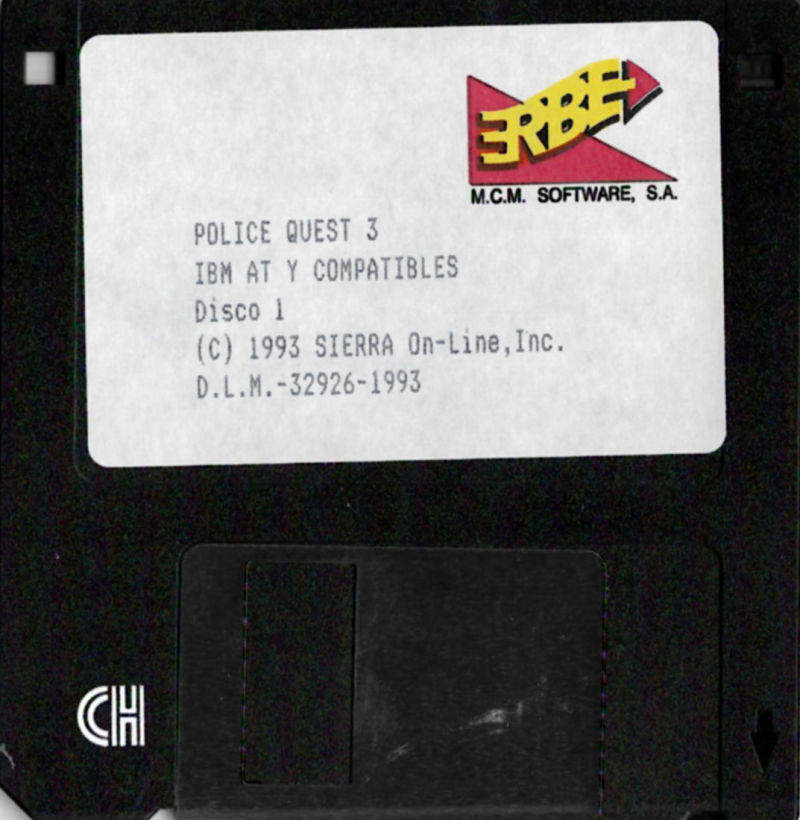 ERBE
M.C.M. SOFTWARE, S.A.
POLICE QUEST 3
IBM AT Y COMPATIBLES
Disco 1
(C) 1993 SIERRA On-Line,Inc.
D.L.M.-32926-1993
CH